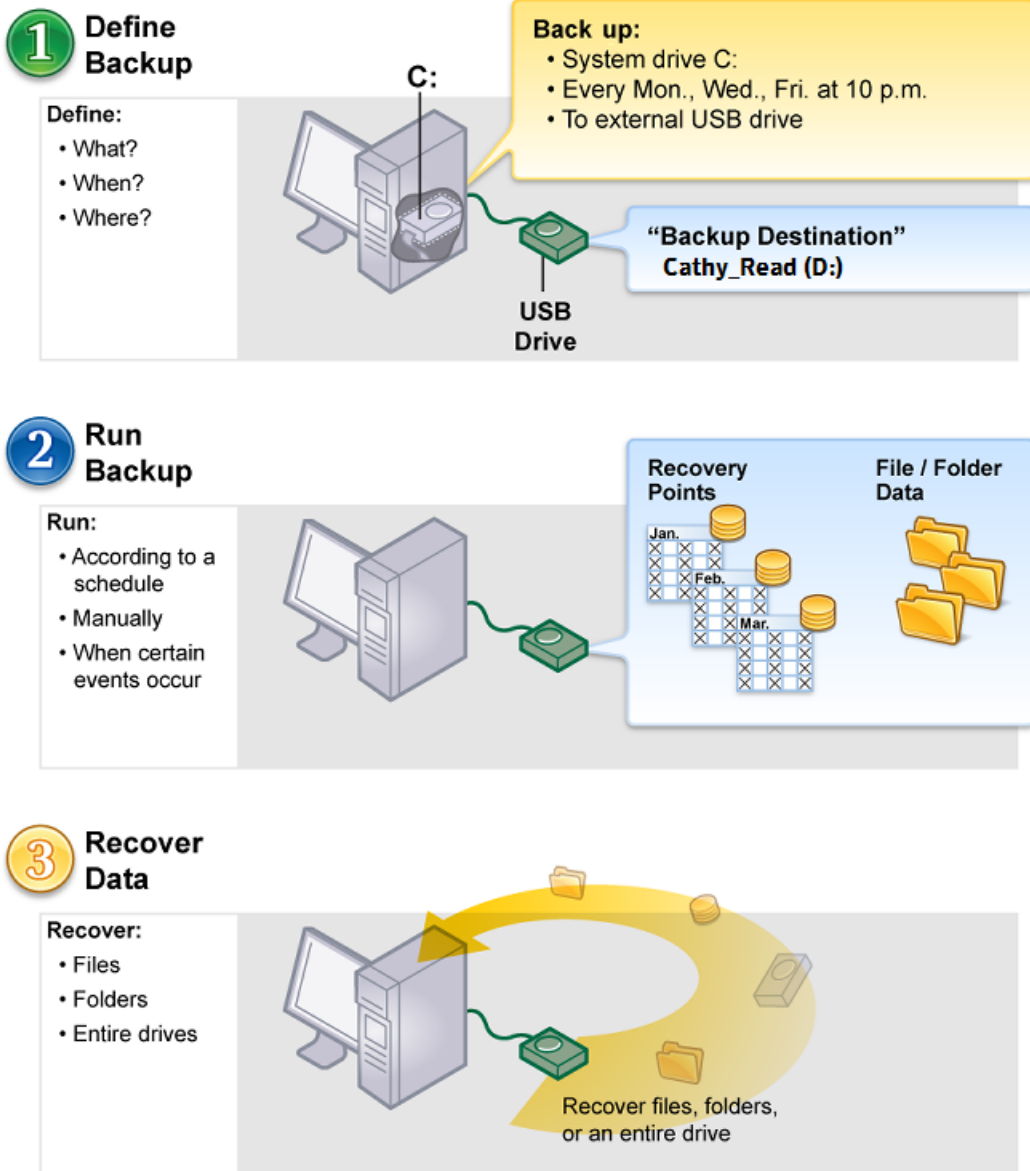 1
Define
Backup
Define:
• What?
• When?
• Where?
C:
Back up:
• System drive C:
• Every Mon., Wed., Fri. at 10 p.m.
• To external USB drive
“Backup Destination”
Cathy_Read (D:)
USB
Drive
2
Run
Backup
Run:
• According to a
schedule
• Manually
• When certain
events occur
Recovery
Points
Jan.
Feb.
Mar.
File / Folder
Data
3
Recover
Data
Recover:
• Files
• Folders
• Entire drives
Recover files, folders,
or an entire drive